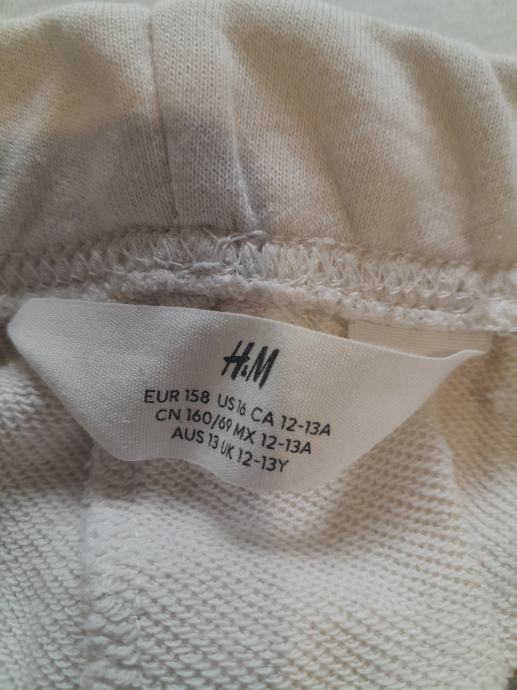 H&M
EUR 158 US 16 CA 12-13A
CN 160/69 MX 12-13A
AUS 13 UK 12-13Y